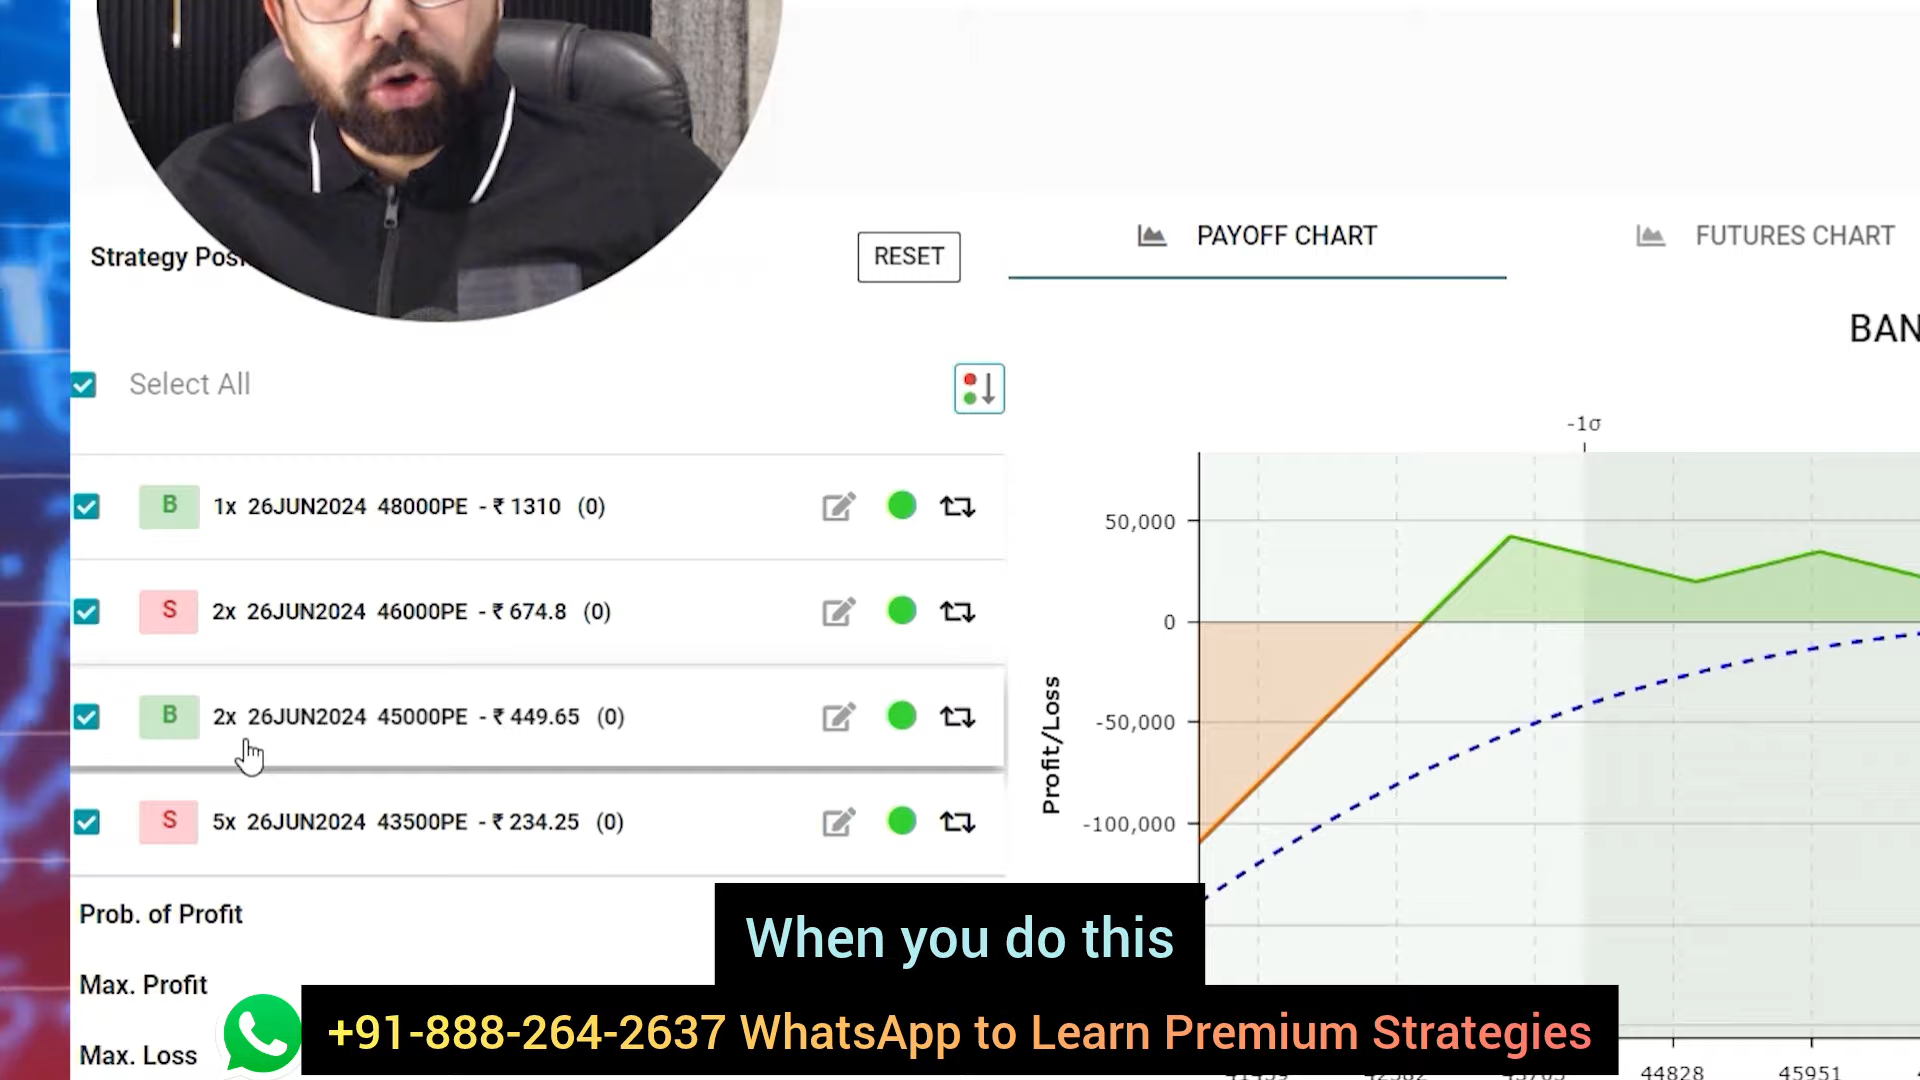 Strategy Posi
RESET
PAYOFF CHART
FUTURES CHART
BAN
Select All
-1σ
B 1x 26JUN2024 48000PE - ₹ 1310 (0)
S 2x 26JUN2024 46000PE - ₹ 674.8 (0)
B 2x 26JUN2024 45000PE - ₹ 449.65 (0)
S 5x 26JUN2024 43500PE - ₹ 234.25 (0)
50,000
0
-50,000
-100,000
Profit/Loss
Prob. of Profit
Max. Profit
Max. Loss
When you do this
+91-888-264-2637 WhatsApp to Learn Premium Strategies
44828
45951